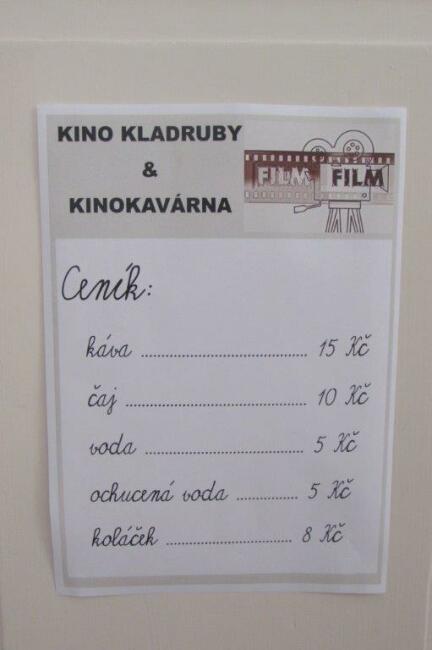 KINO KLADRUBY
&
KINOKAVÁRNA
FILM FILM
Ceník:
káva ........................................ 15 Kč
čaj ............................................ 10 Kč
voda ...................................... 5 Kč
ochucená voda ............... 5 Kč
koláček .............................. 8 Kč